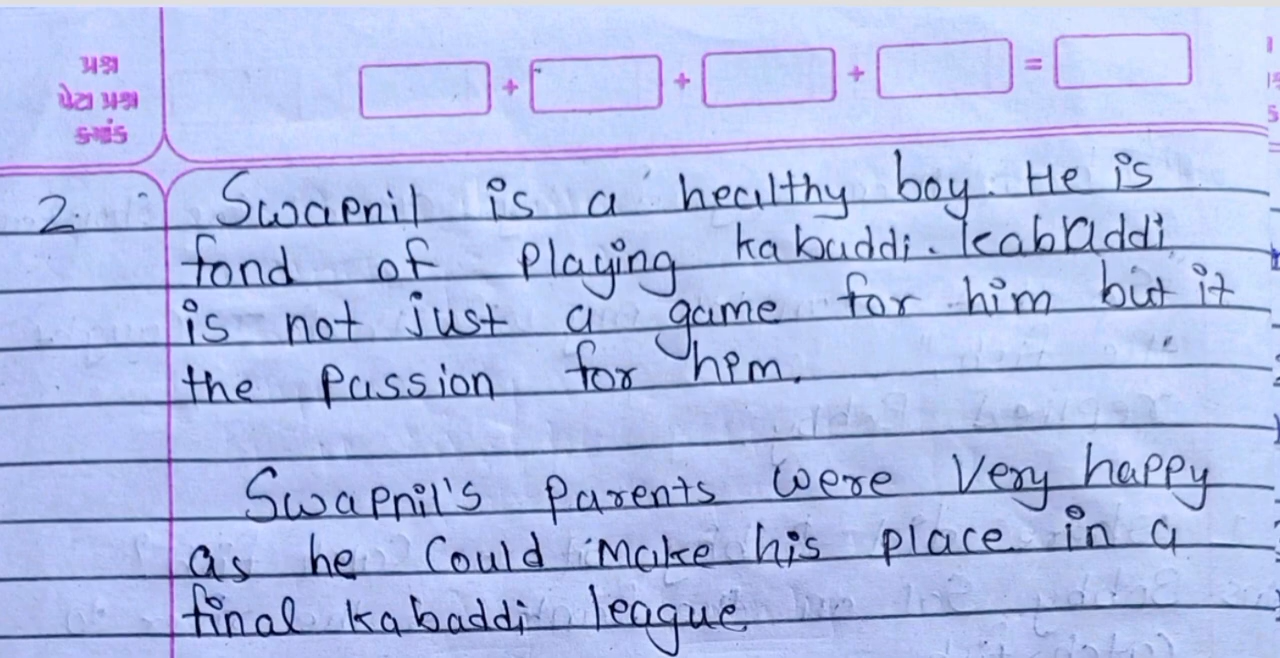 પ્રશ્ન
પેટા પ્રશ્ન
ક્રમાંક
+ + + =
2. Swapnil is a healthy boy. He is
fond of playing kabaddi. kabaddi
is not just a game for him but it
the passion for him.
Swapnil's parents were very happy
as he could make his place in a
final kabaddi league